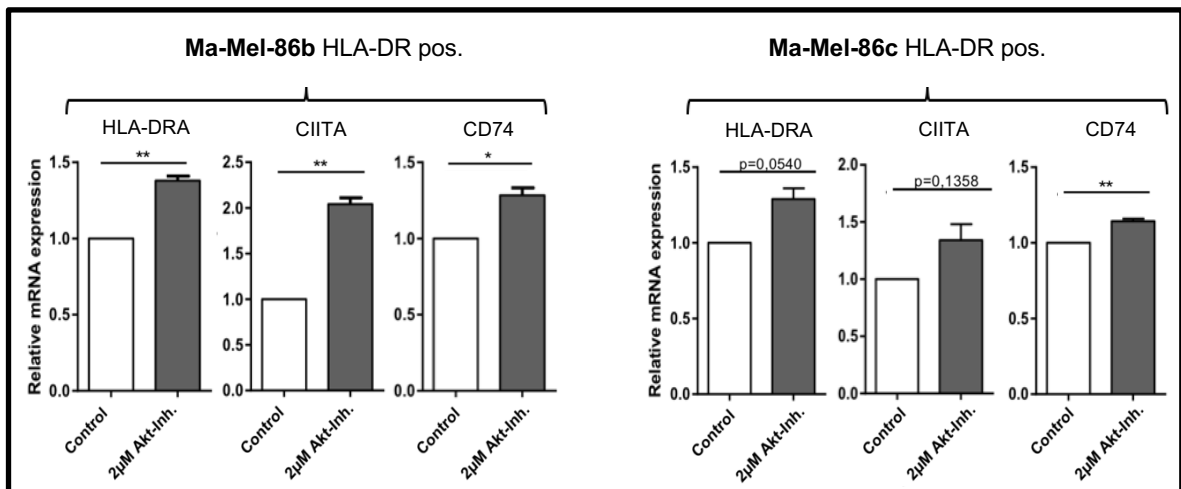 Ma-Mel-86b HLA-DR pos.
HLA-DRA
CIITA
CD74
Relative mRNA expression
1.5
1.0
0.5
0.0
**
Control
2µM Akt-Inh.
2.5
2.0
1.5
1.0
0.5
0.0
**
Control
2µM Akt-Inh.
1.5
1.0
0.5
0.0
*
Control
2µM Akt-Inh.
Ma-Mel-86c HLA-DR pos.
HLA-DRA
CIITA
CD74
Relative mRNA expression
1.5
1.0
0.5
0.0
p=0,0540
Control
2µM Akt-Inh.
2.0
1.5
1.0
0.5
0.0
p=0,1358
Control
2µM Akt-Inh.
1.5
1.0
0.5
0.0
**
Control
2µM Akt-Inh.